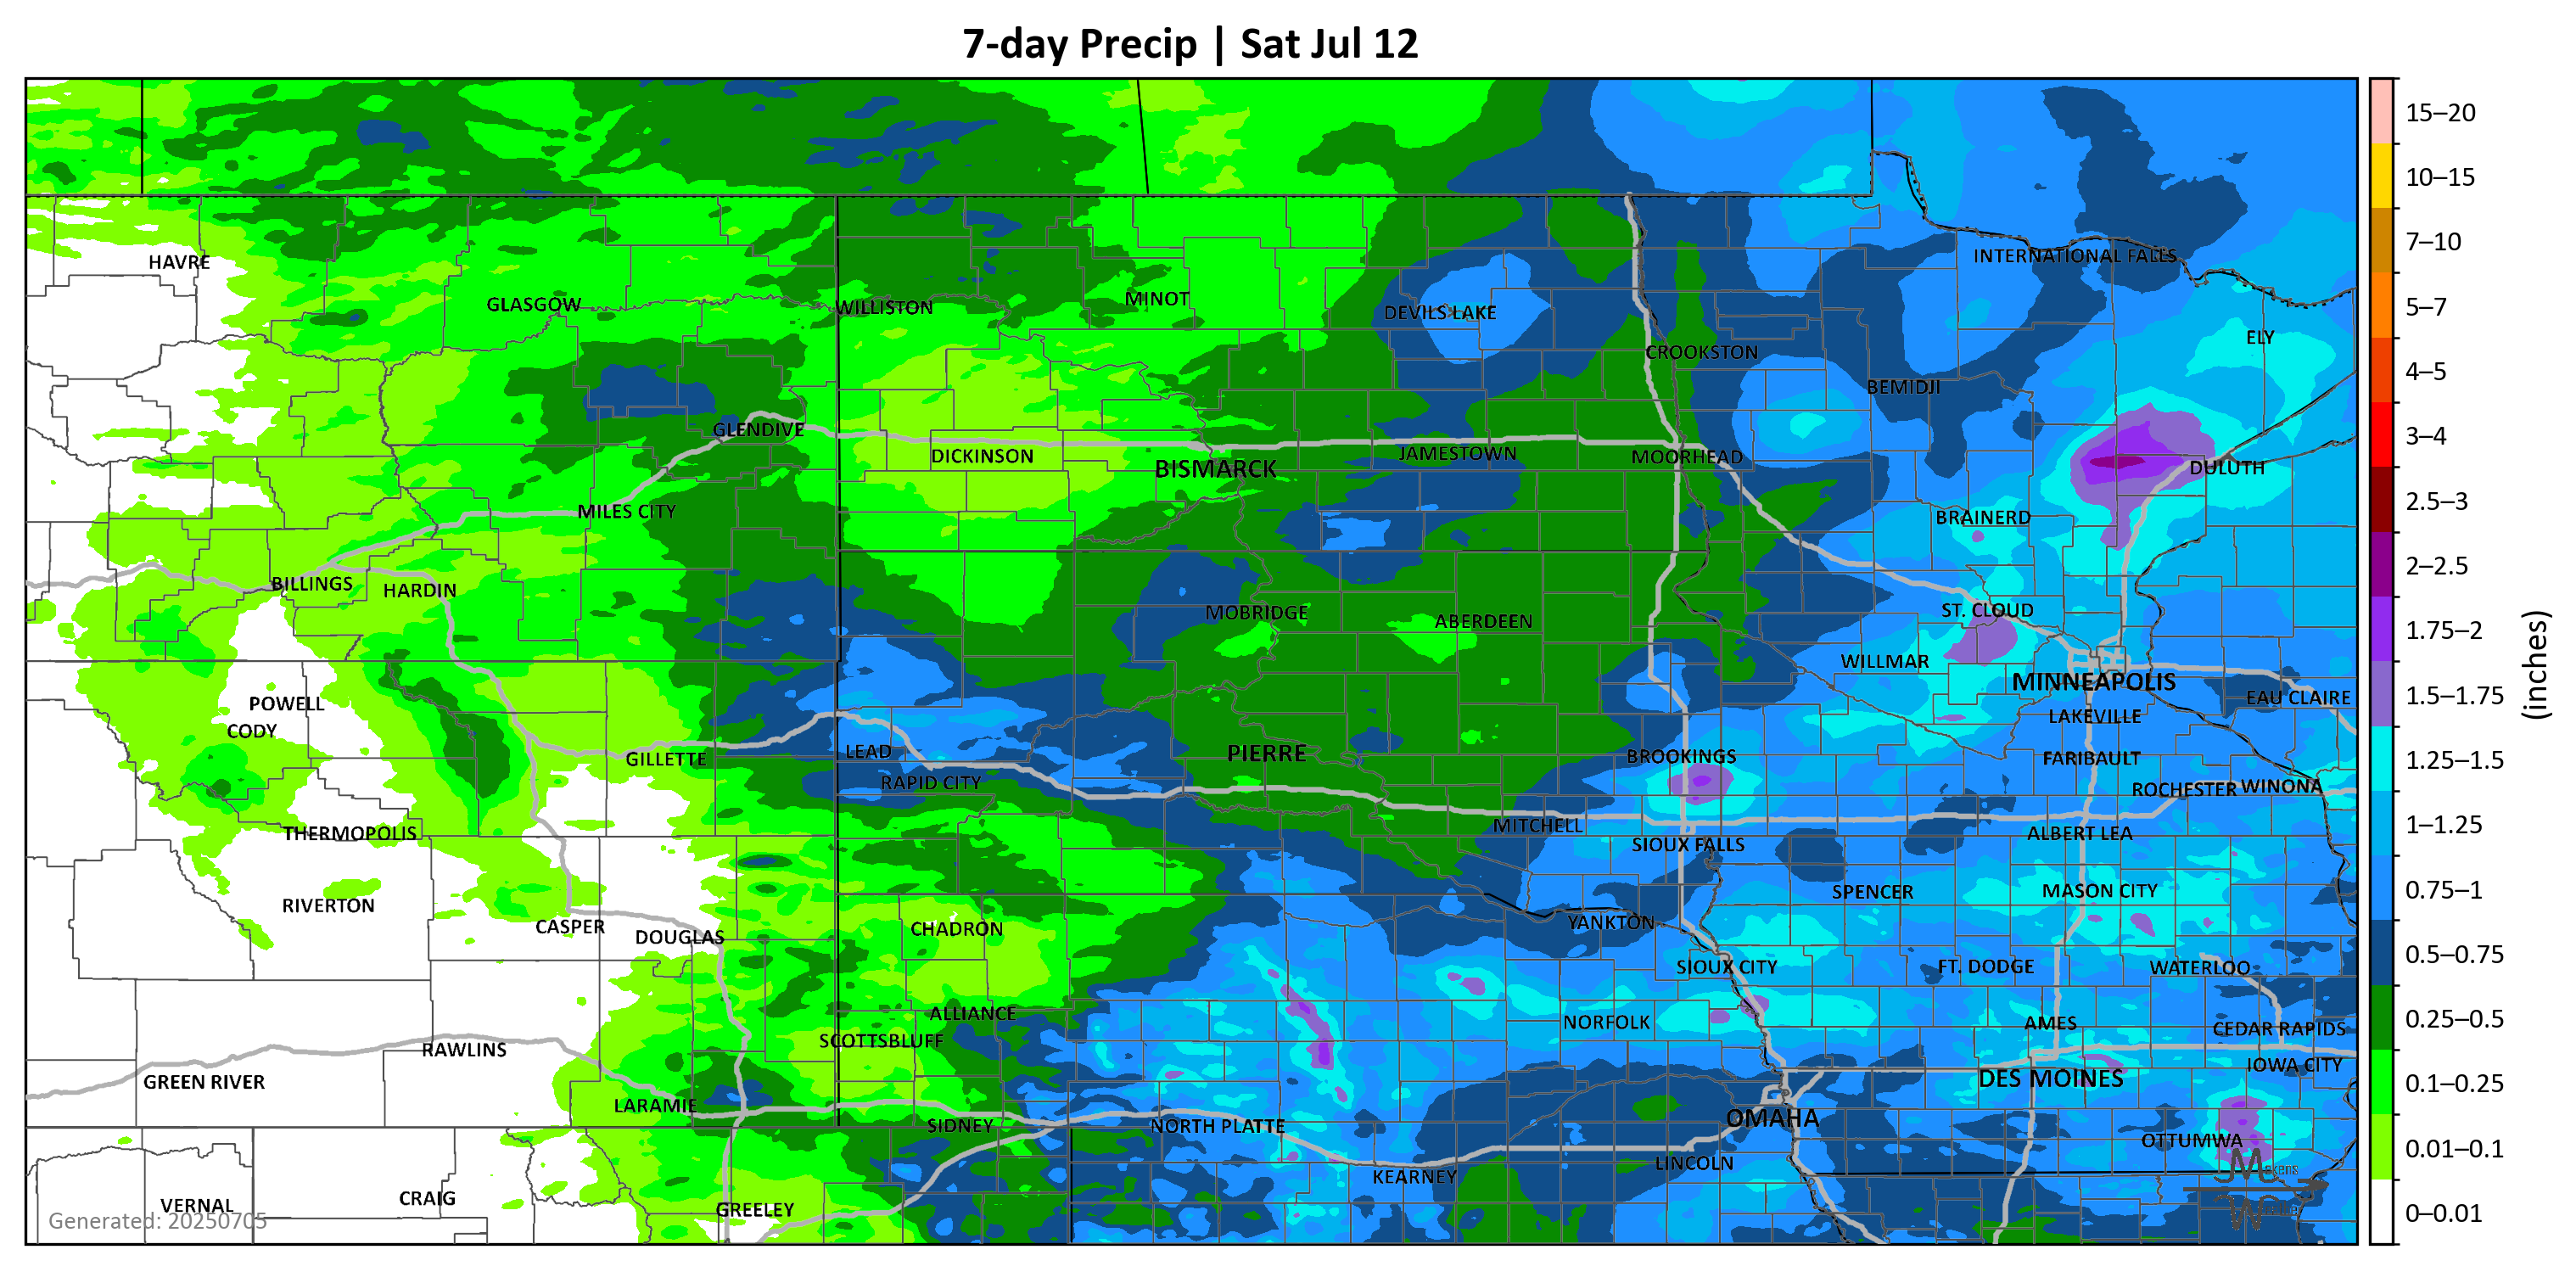 7-day Precip | Sat Jul 12
HAVRE
INTERNATIONAL FALLS
GLASGOW
WILLISTON
MINOT
DEVILS LAKE
ELY
CROOKSTON
BEMIDJI
GLENDIVE
DICKINSON
BISMARCK
JAMESTOWN
MOORHEAD
DULUTH
MILES CITY
BRAINERD
BILLINGS
HARDIN
MOBRIDGE
ABERDEEN
ST. CLOUD
WILLMAR
MINNEAPOLIS
POWELL
EAU CLAIRE
CODY
LAKEVILLE
GILLETTE
LEAD
PIERRE
BROOKINGS
FARIBAULT
RAPID CITY
ROCHESTER
WINONA
THERMOPOLIS
MITCHELL
ALBERT LEA
SIOUX FALLS
RIVERTON
SPENCER
MASON CITY
CASPER
DOUGLAS
CHADRON
YANKTON
SIOUX CITY
FT. DODGE
WATERLOO
ALLIANCE
NORFOLK
AMES
CEDAR RAPIDS
RAWLINS
SCOTTSBLUFF
GREEN RIVER
DES MOINES
IOWA CITY
LARAMIE
SIDNEY
NORTH PLATTE
OMAHA
OTTUMWA
LINCOLN
KEARNEY
VERNAL
CRAIG
GREELEY
Generated: 20250705
15–20
10–15
7–10
5–7
4–5
3–4
2.5–3
2–2.5
1.75–2
1.5–1.75
1.25–1.5
1–1.25
0.75–1
0.5–0.75
0.25–0.5
0.1–0.25
0.01–0.1
0–0.01
(inches)